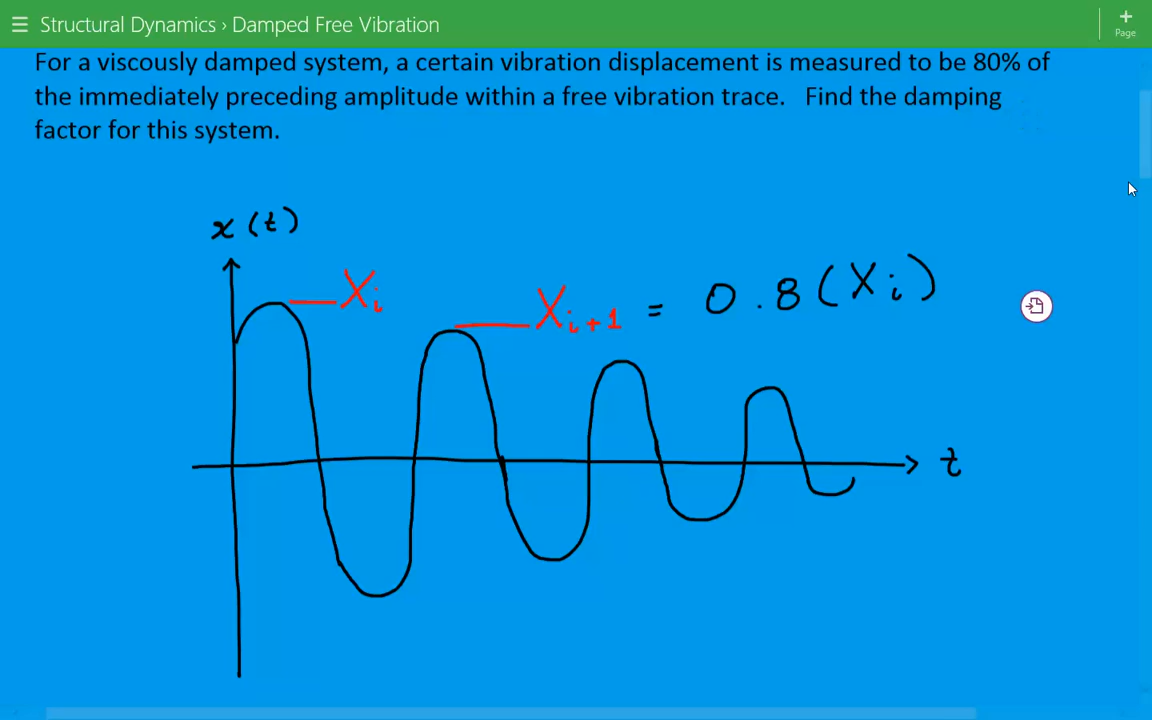 Structural Dynamics › Damped Free Vibration
Page
For a viscously damped system, a certain vibration displacement is measured to be 80% of
the immediately preceding amplitude within a free vibration trace. Find the damping
factor for this system.
x (t)
Xi
Xi+1 = 0.8 (Xi)
t